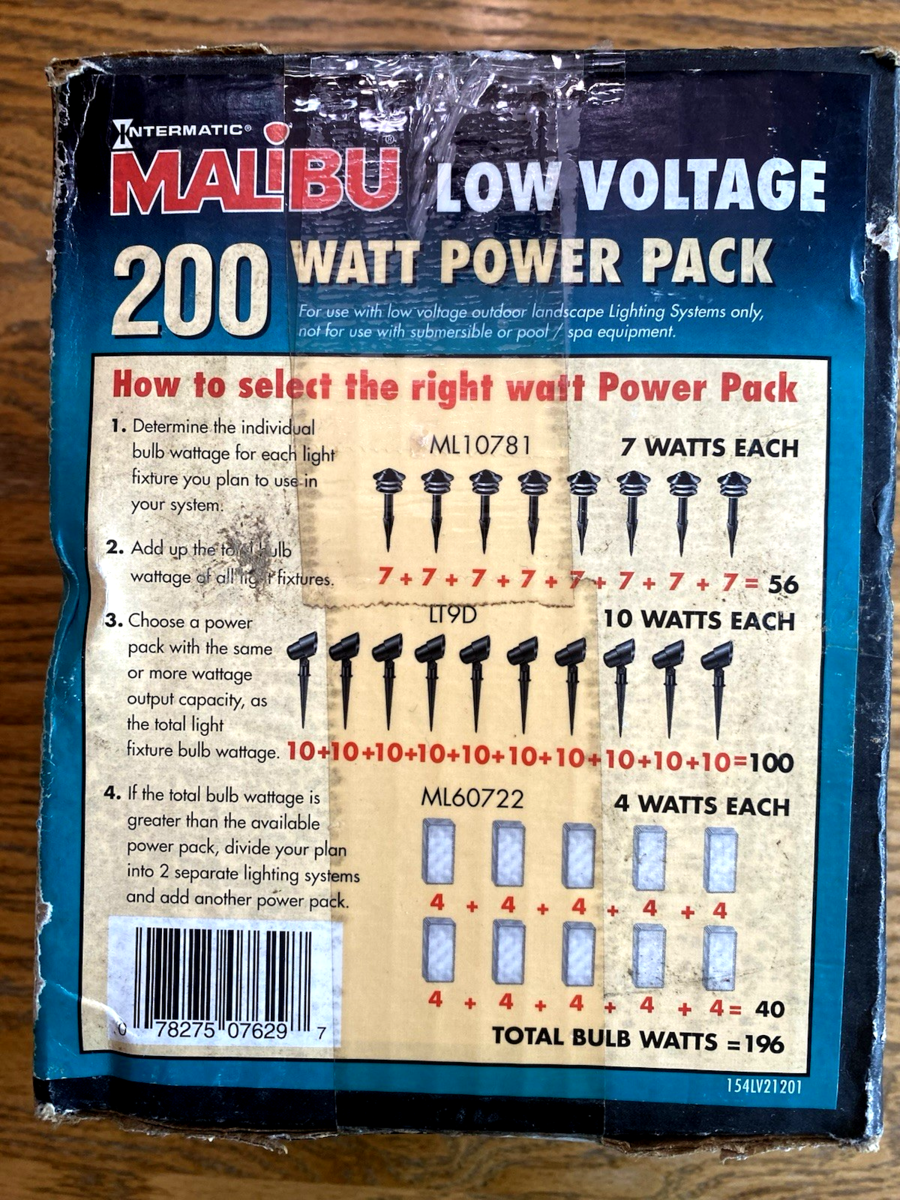 INTERMATIC®
MALiBU® LOW VOLTAGE
200 WATT POWER PACK
For use with low voltage outdoor landscape Lighting Systems only,
not for use with submersible or pool / spa equipment.
How to select the right watt Power Pack
1. Determine the individual
bulb wattage for each light
fixture you plan to use in
your system.
2. Add up the total bulb
wattage of all light fixtures.
3. Choose a power
pack with the same
or more wattage
output capacity, as
the total light
fixture bulb wattage.
4. If the total bulb wattage is
greater than the available
power pack, divide your plan
into 2 separate lighting systems
and add another power pack.
ML10781 7 WATTS EACH
7 + 7 + 7 + 7 + 7 + 7 + 7 + 7 = 56
LT9D 10 WATTS EACH
10+10+10+10+10+10+10+10+10+10=100
ML60722 4 WATTS EACH
4 + 4 + 4 + 4 + 4
4 + 4 + 4 + 4 + 4 = 40
TOTAL BULB WATTS =196
0 78275 07629 7
154LV21201